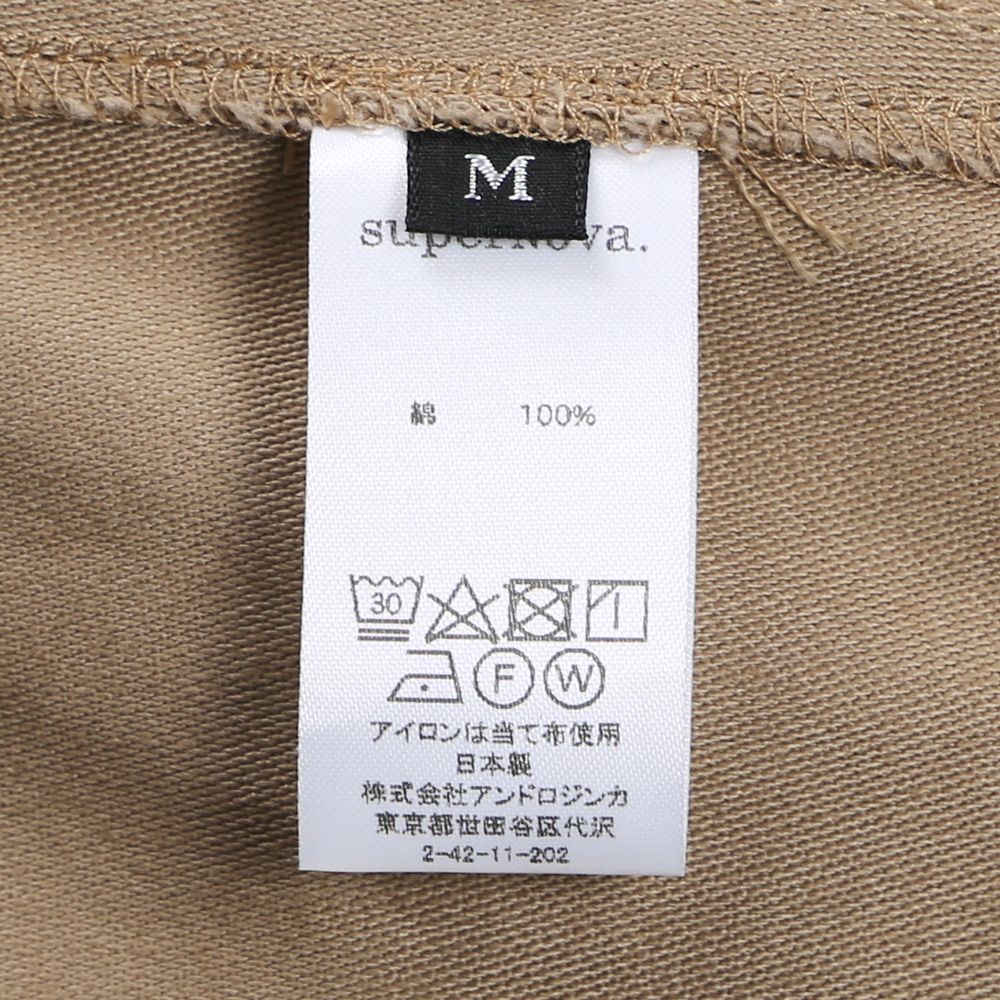 M
supernova.
綿 100%
30
F W
アイロンは当て布使用
日本製
株式会社アンドロジンカ
東京都世田谷区代沢
2-42-11-202